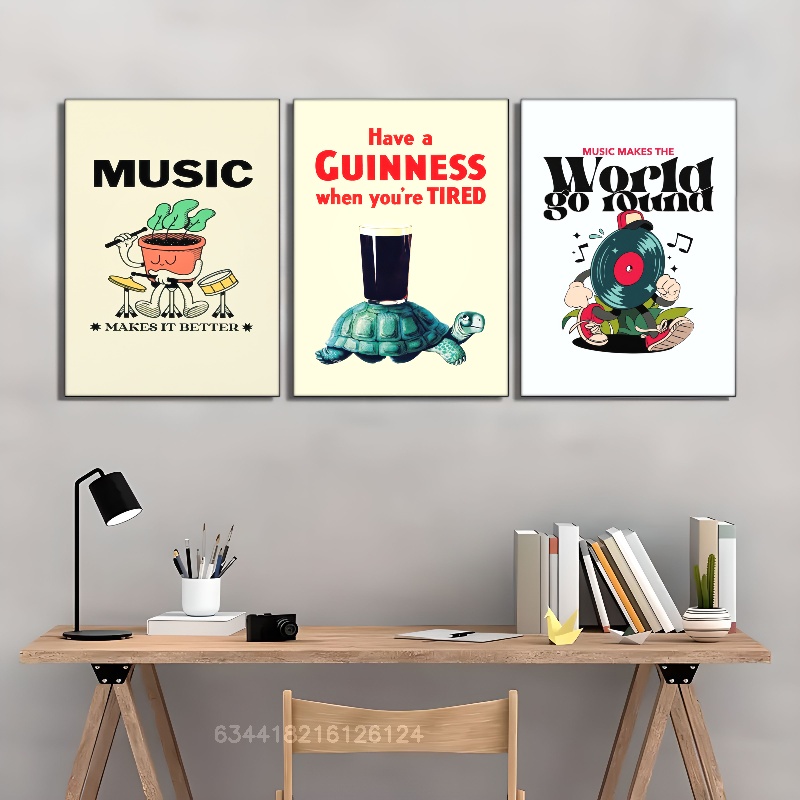 MUSIC
✷ MAKES IT BETTER ✷
Have a
GUINNESS
when you're TIRED
MUSIC MAKES THE
World
go round
634418216126124